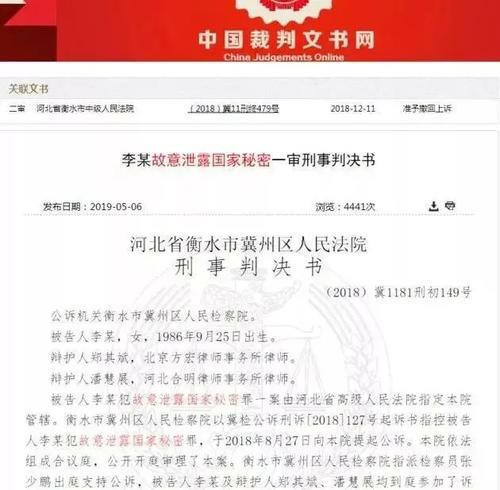 中国裁判文书网
China Judgements Online
关联文书
二审 河北省衡水市中级人民法院 （2018）冀11刑终479号 2018-12-11 准予撤回上诉
李某故意泄露国家秘密一审刑事判决书
发布日期：2019-05-06 浏览：4441次
河北省衡水市冀州区人民法院
刑 事 判 决 书
（2018）冀1181刑初149号
公诉机关衡水市冀州区人民检察院。
被告人李某，女，1986年9月25日出生。
辩护人郑其斌，北京方宏律师事务所律师。
辩护人潘慧展，河北合明律师事务所律师。
被告人李某犯故意泄露国家秘密罪一案由河北省高级人民法院指定本院
管辖。衡水市冀州区人民检察院以冀检公诉刑诉[2018]127号起诉书指控被告
人李某犯故意泄露国家秘密罪，于2018年8月27日向本院提起公诉。本院依法
组成合议庭，公开开庭审理了本案。衡水市冀州区人民检察院指派检察员张
少鹏出庭支持公诉，被告人李某及辩护人郑其斌、潘慧展均到庭参加了诉